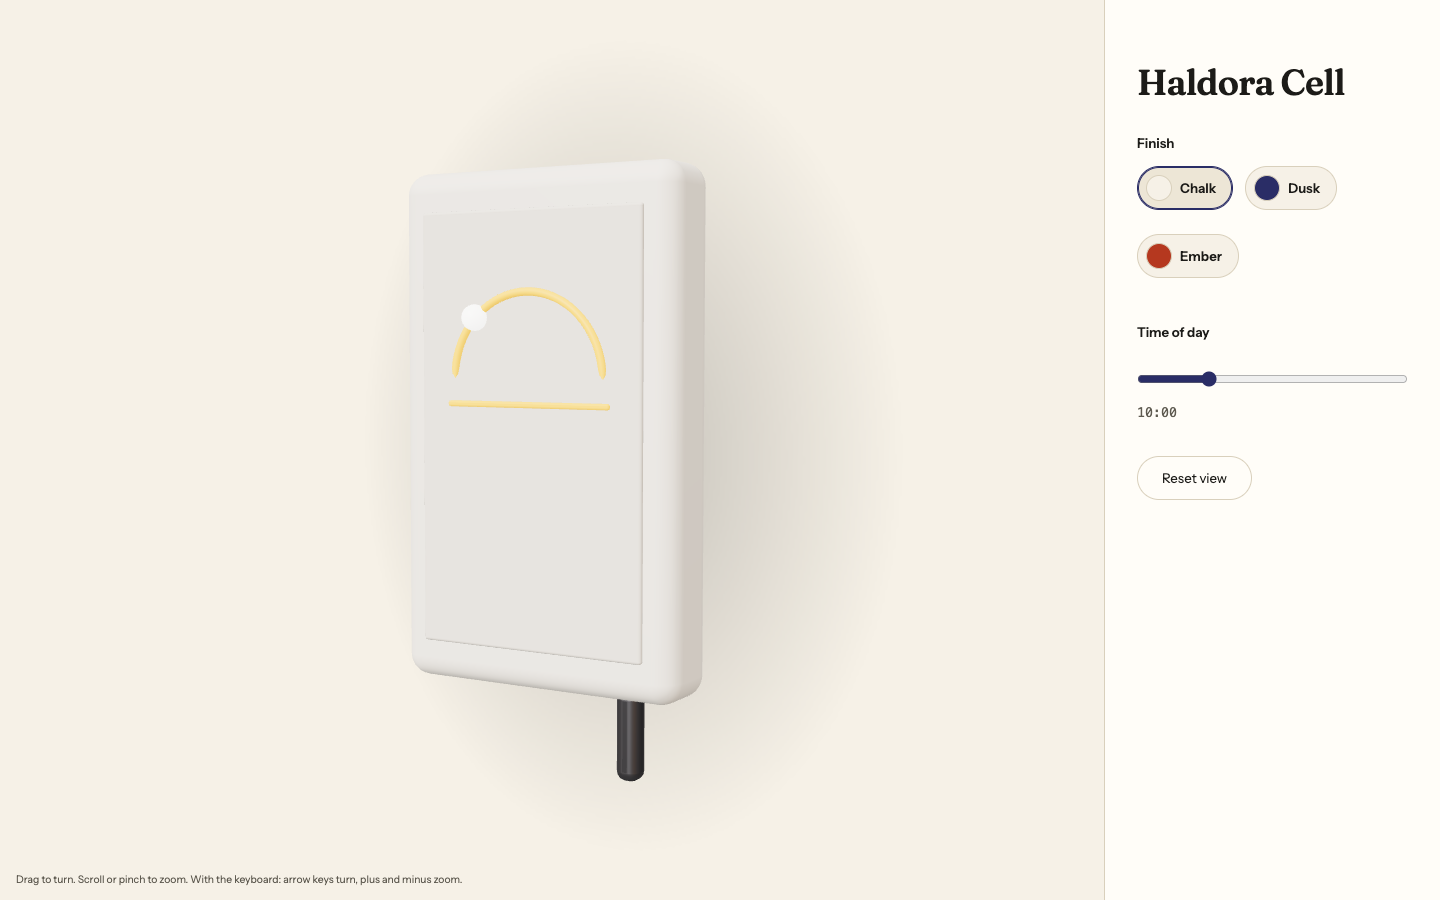 Haldora Cell
Finish
Chalk
Dusk
Ember
Time of day
10:00
Reset view
Drag to turn. Scroll or pinch to zoom. With the keyboard: arrow keys turn, plus and minus zoom.